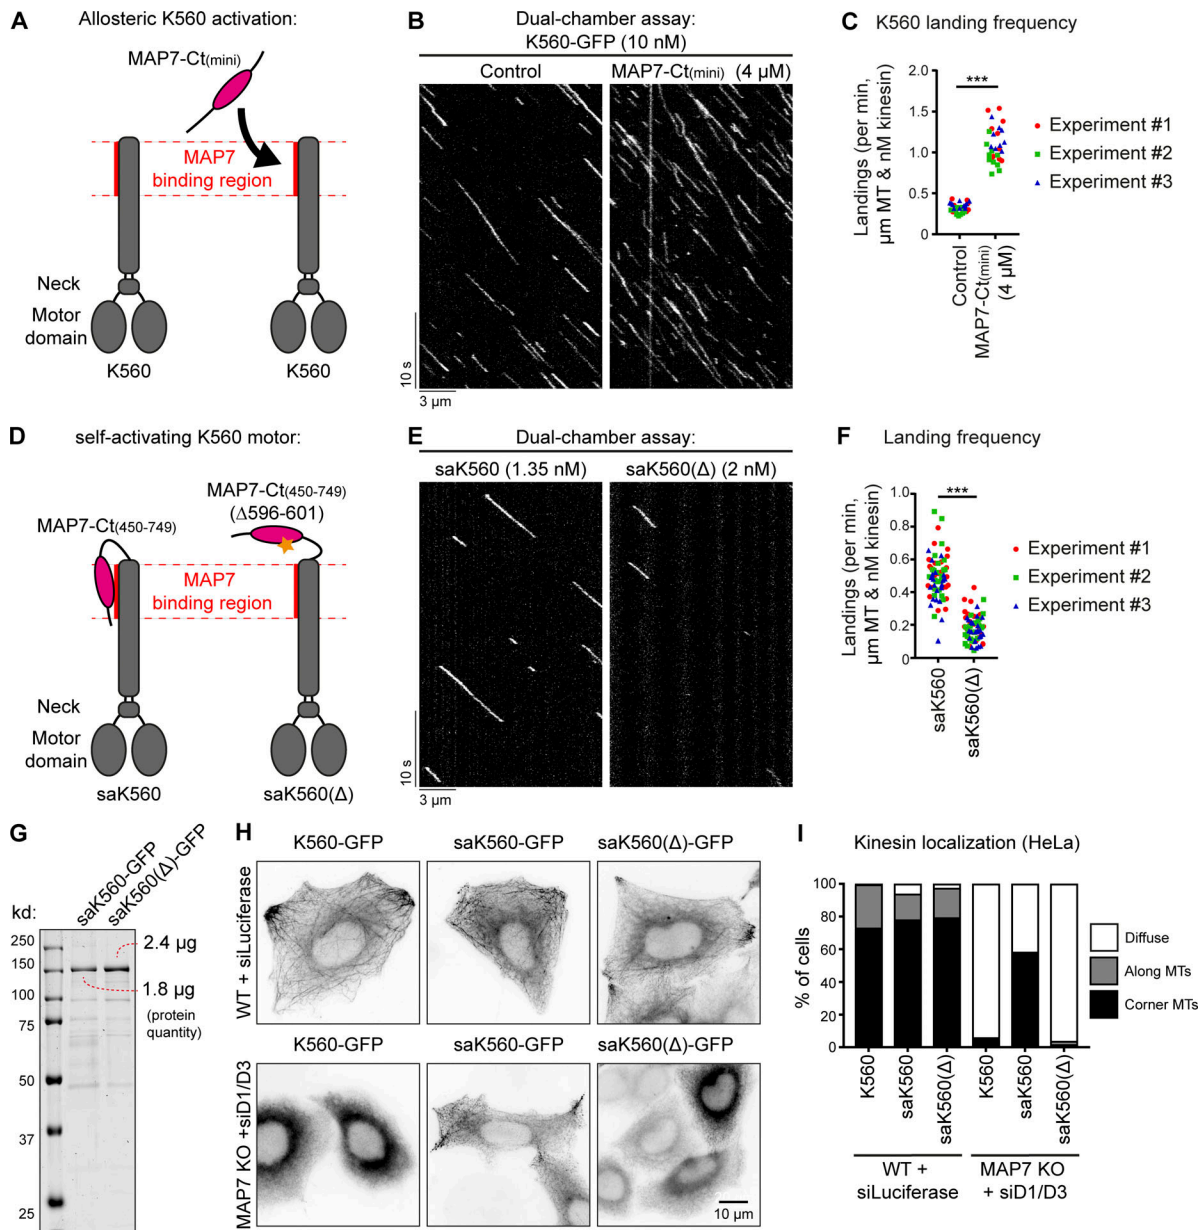 A Allosteric K560 activation:
MAP7-Ct(mini)
MAP7
binding region
Neck
Motor
domain
K560
K560
B Dual-chamber assay:
K560-GFP (10 nM)
Control
MAP7-Ct(mini) (4 µM)
10 s
3 µm
C K560 landing frequency
Landings (per min,
µm MT & nM kinesin)
2.0
1.5
1.0
0.5
0
***
Control
MAP7-Ct(mini)
(4 µM)
Experiment #1
Experiment #2
Experiment #3
D self-activating K560 motor:
MAP7-Ct(450-749)
MAP7-Ct(450-749)
(Δ596-601)
MAP7
binding region
Neck
Motor
domain
saK560
saK560(Δ)
E Dual-chamber assay:
saK560 (1.35 nM)
saK560(Δ) (2 nM)
10 s
3 µm
F Landing frequency
Landings (per min,
µm MT & nM kinesin)
1.0
0.8
0.6
0.4
0.2
0
***
saK560
saK560(Δ)
Experiment #1
Experiment #2
Experiment #3
G
saK560-GFP
saK560(Δ)-GFP
kd:
250
150
100
75
50
37
25
2.4 µg
1.8 µg
(protein
quantity)
H
K560-GFP
saK560-GFP
saK560(Δ)-GFP
WT + siLuciferase
K560-GFP
saK560-GFP
saK560(Δ)-GFP
MAP7 KO +siD1/D3
10 µm
I Kinesin localization (HeLa)
% of cells
100
80
60
40
20
0
Diffuse
Along MTs
Corner MTs
K560
saK560
saK560(Δ)
K560
saK560
saK560(Δ)
WT +
siLuciferase
MAP7 KO
+ siD1/D3